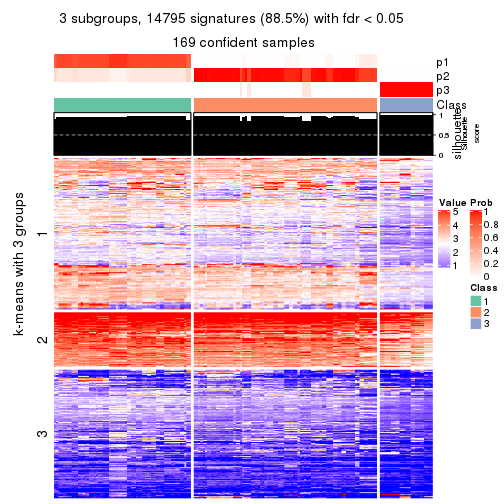 3 subgroups, 14795 signatures (88.5%) with fdr < 0.05
169 confident samples
p1
p2
p3
Class
silhouette
Silhouette
score
1
0.5
0
k-means with 3 groups
1
2
3
Value
5
4
3
2
1
Prob
1
0.8
0.6
0.4
0.2
0
Class
1
2
3